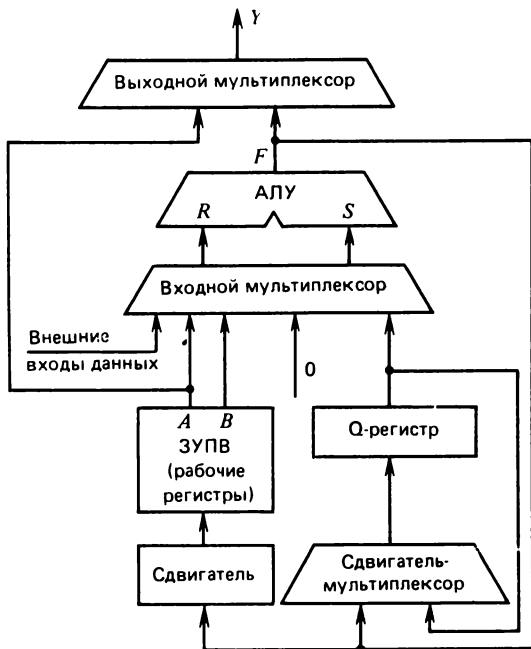 Y
Выходной мультиплексор
F
АЛУ
R S
Входной мультиплексор
Внешние
входы данных
0
A B
ЗУПВ
(рабочие
регистры)
Q-регистр
Сдвигатель
Сдвигатель-
мультиплексор